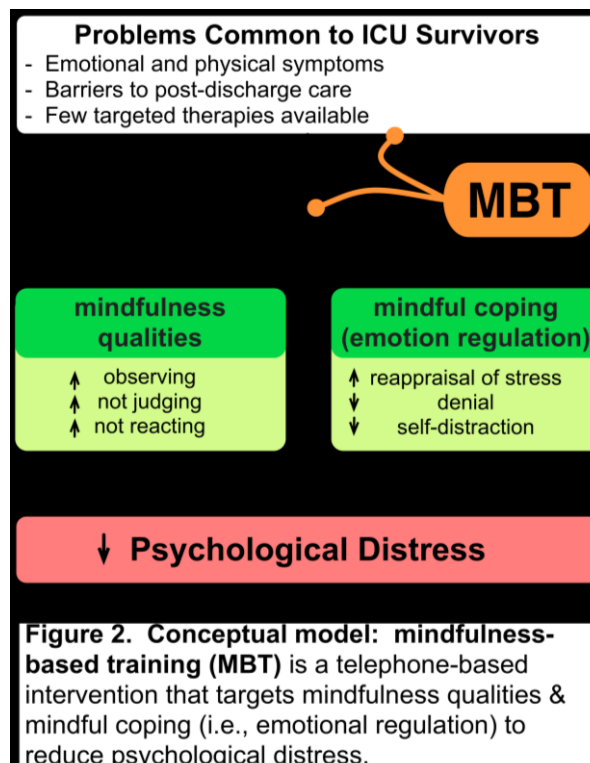 Problems Common to ICU Survivors
- Emotional and physical symptoms
- Barriers to post-discharge care
- Few targeted therapies available
MBT
mindfulness
qualities
↑ observing
↑ not judging
↑ not reacting
mindful coping
(emotion regulation)
↑ reappraisal of stress
↓ denial
↓ self-distraction
↓ Psychological Distress
Figure 2. Conceptual model: mindfulness-
based training (MBT) is a telephone-based
intervention that targets mindfulness qualities &
mindful coping (i.e., emotional regulation) to
reduce psychological distress.